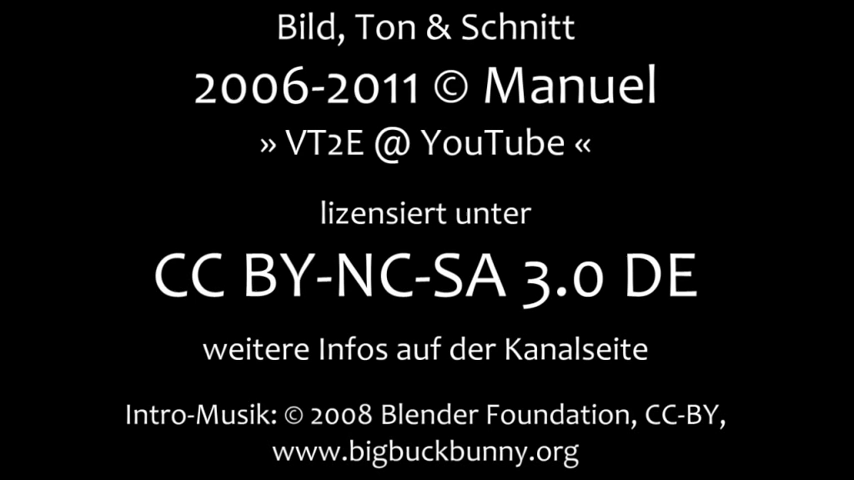 Bild, Ton & Schnitt
2006-2011 © Manuel
» VT2E @ YouTube «
lizensiert unter
CC BY-NC-SA 3.0 DE
weitere Infos auf der Kanalseite
Intro-Musik: © 2008 Blender Foundation, CC-BY,
www.bigbuckbunny.org